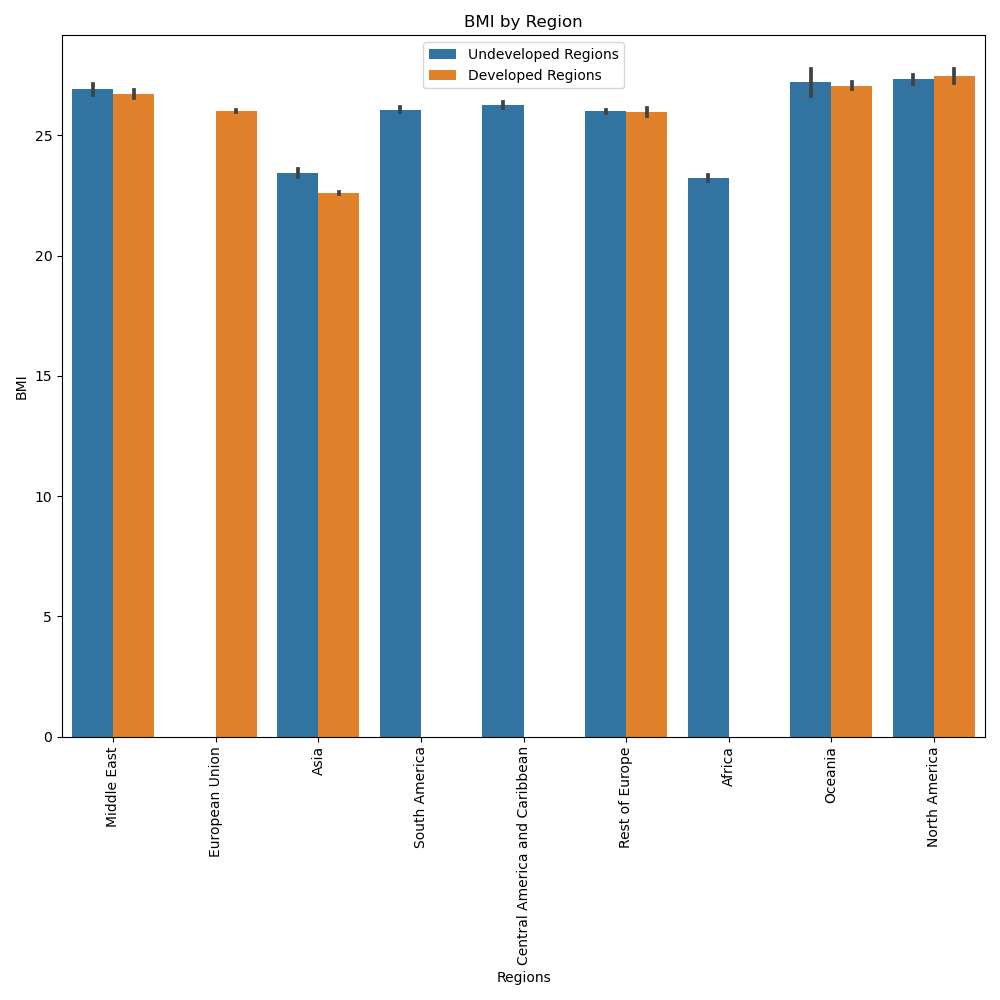 BMI by Region
Undeveloped Regions
Developed Regions
BMI
25
20
15
10
5
0
Middle East
European Union
Asia
South America
Central America and Caribbean
Rest of Europe
Africa
Oceania
North America
Regions